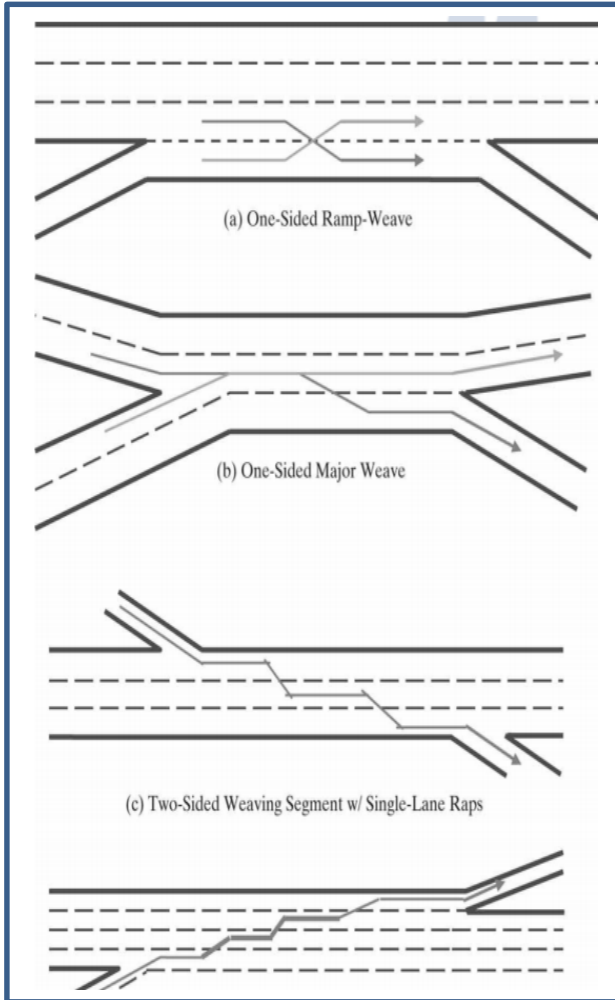 (a) One-Sided Ramp-Weave
(b) One-Sided Major Weave
(c) Two-Sided Weaving Segment w/ Single-Lane Raps